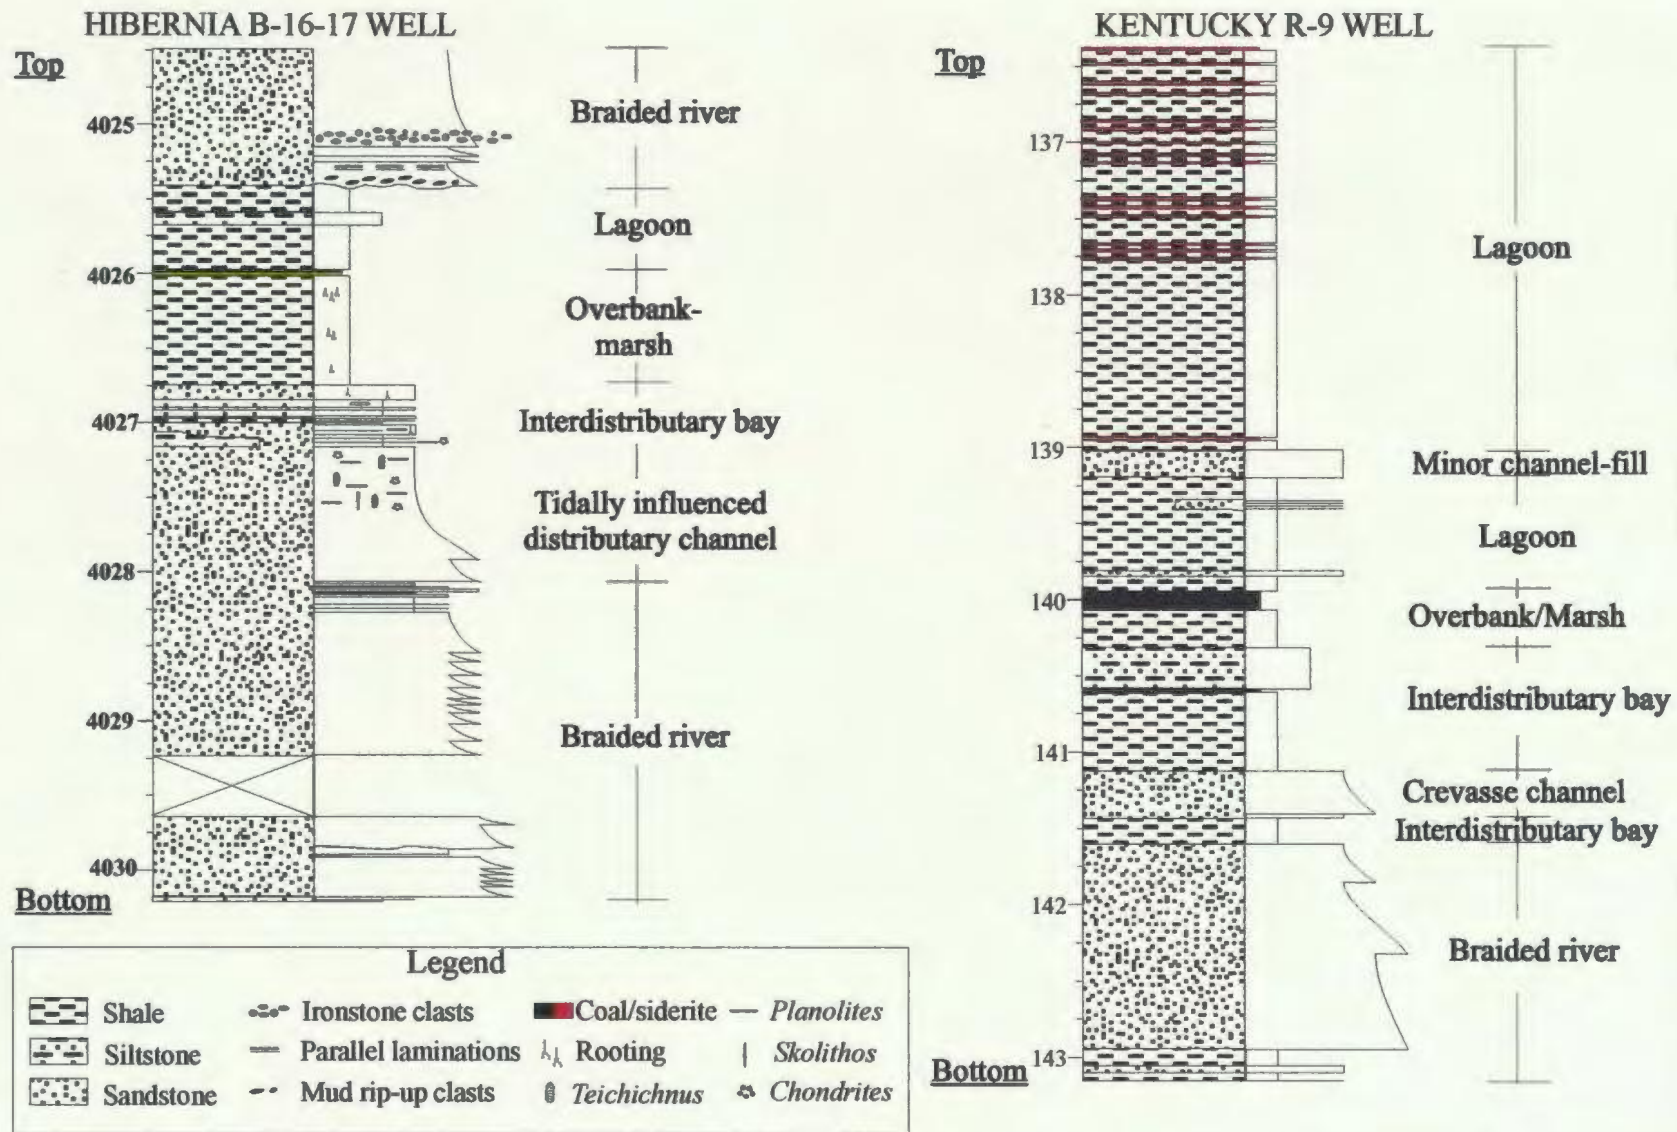 HIBERNIA B-16-17 WELL
Top
4025
4026
4027
4028
4029
4030
Bottom
Braided river
Lagoon
Overbank-
marsh
Interdistributary bay
Tidally influenced
distributary channel
Braided river
KENTUCKY R-9 WELL
Top
137
138
139
140
141
142
143
Bottom
Lagoon
Minor channel-fill
Lagoon
Overbank/Marsh
Interdistributary bay
Crevasse channel
Interdistributary bay
Braided river
Legend
Shale
Ironstone clasts
Coal/siderite
Planolites
Siltstone
Parallel laminations
Rooting
Skolithos
Sandstone
Mud rip-up clasts
Teichichnus
Chondrites